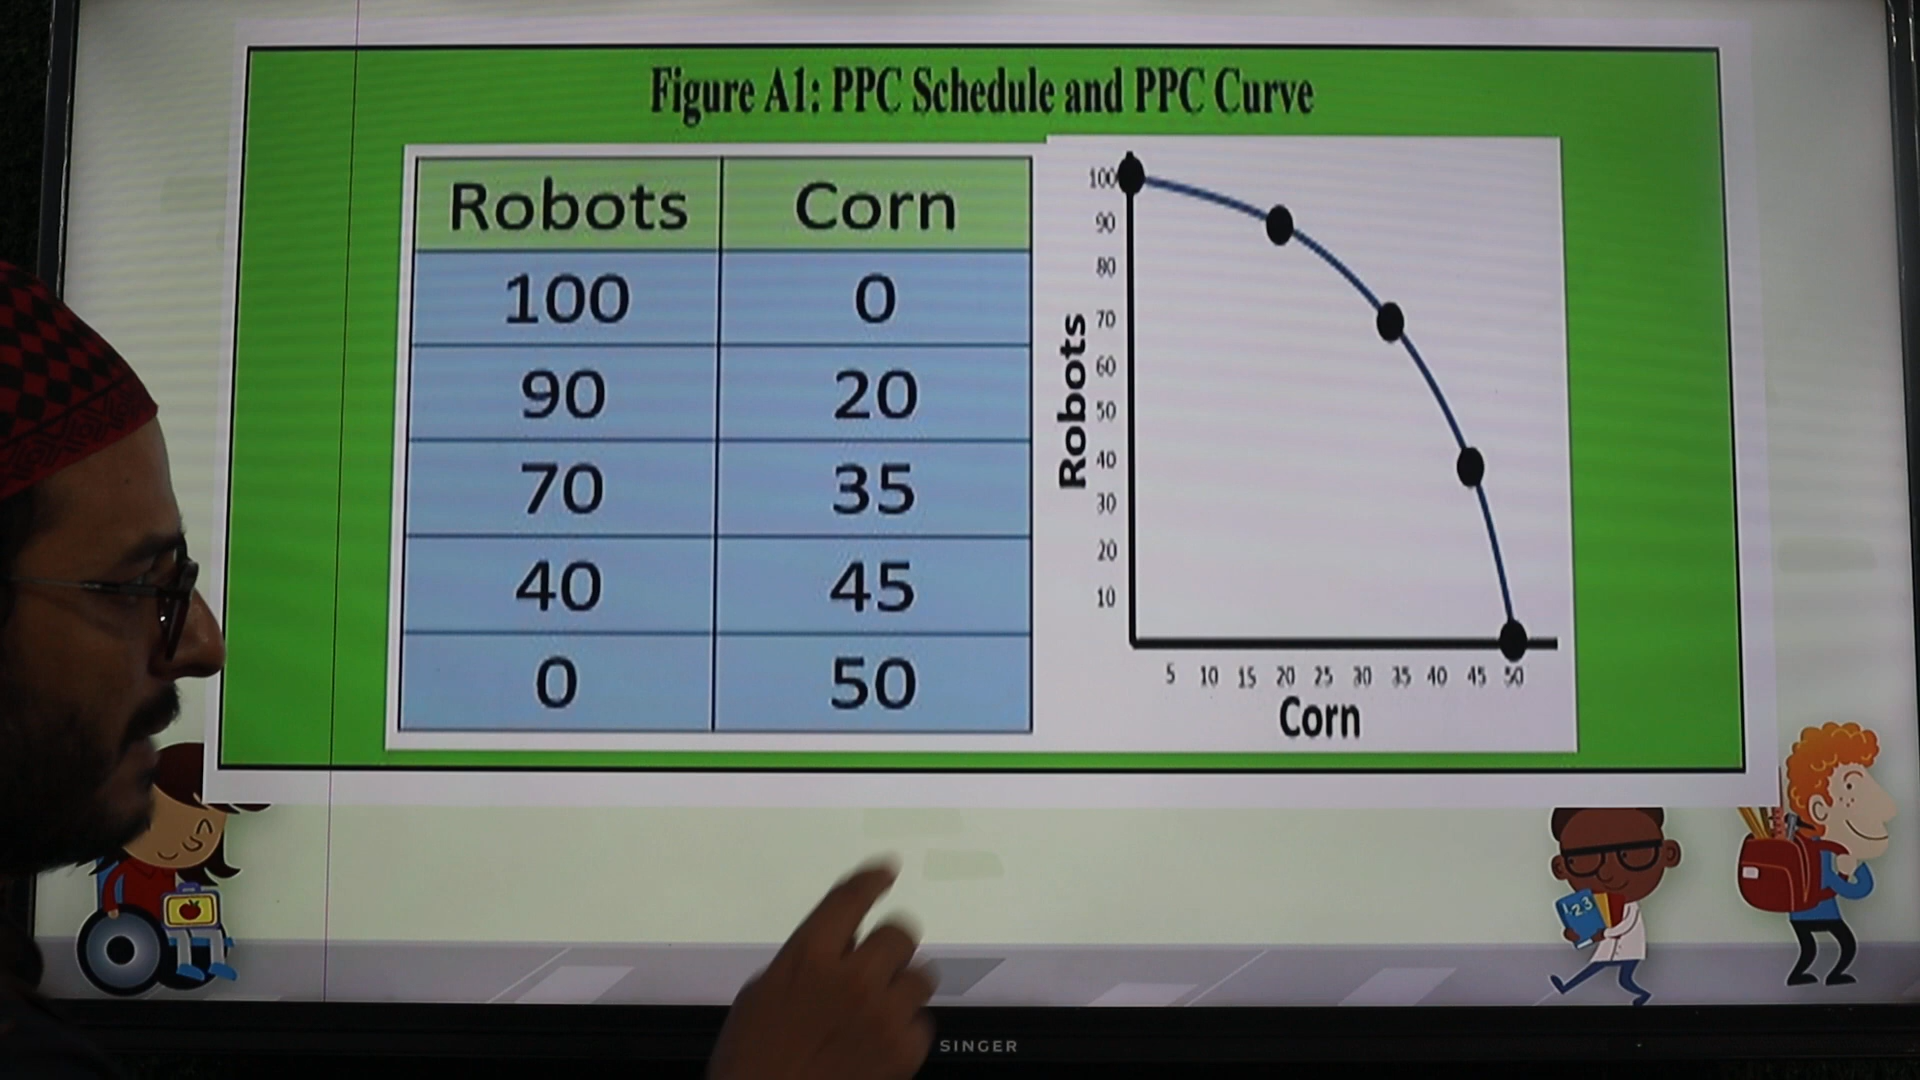 Figure A1: PPC Schedule and PPC Curve
Robots Corn
100 0
90 20
70 35
40 45
0 50
100
90
80
70
60
50
40
30
20
10
Robots
5 10 15 20 25 30 35 40 45 50
Corn
123
SINGER